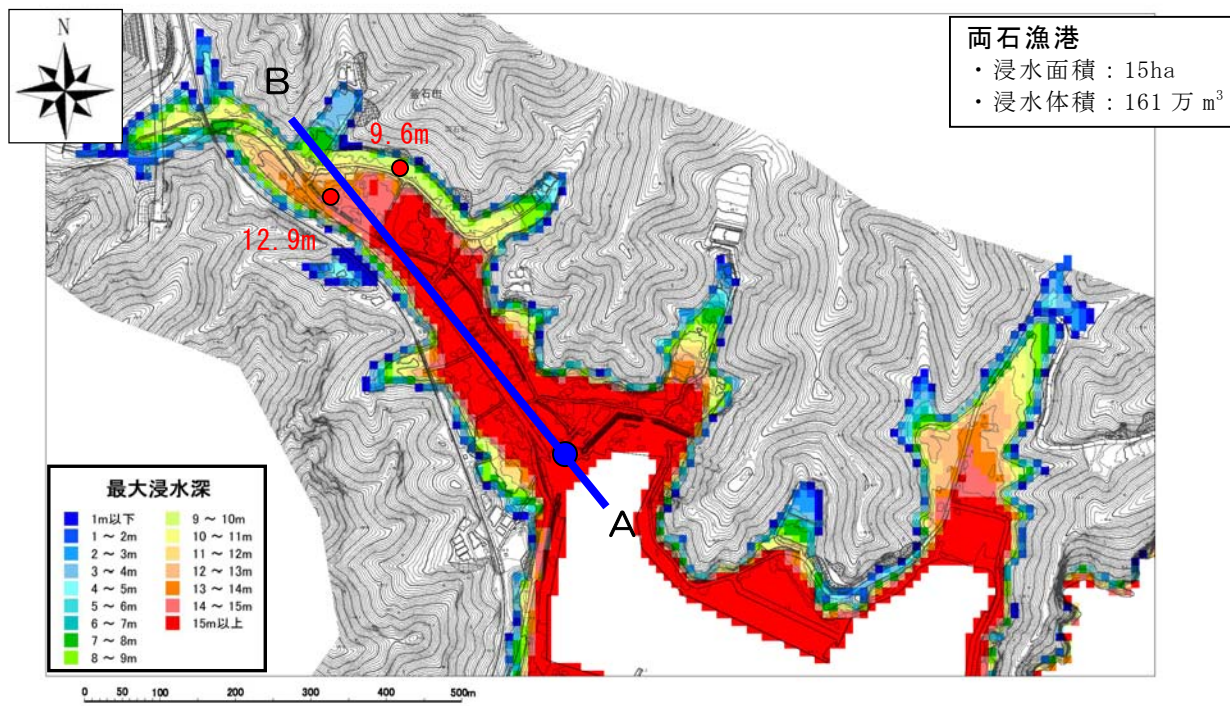 N
両石漁港
・浸水面積：15ha
・浸水体積：161 万 m³
B
9.6m
12.9m
A
最大浸水深
1m以下
1 ～ 2m
2 ～ 3m
3 ～ 4m
4 ～ 5m
5 ～ 6m
6 ～ 7m
7 ～ 8m
8 ～ 9m
9 ～ 10m
10 ～ 11m
11 ～ 12m
12 ～ 13m
13 ～ 14m
14 ～ 15m
15m以上
0 50 100 200 300 400 500m